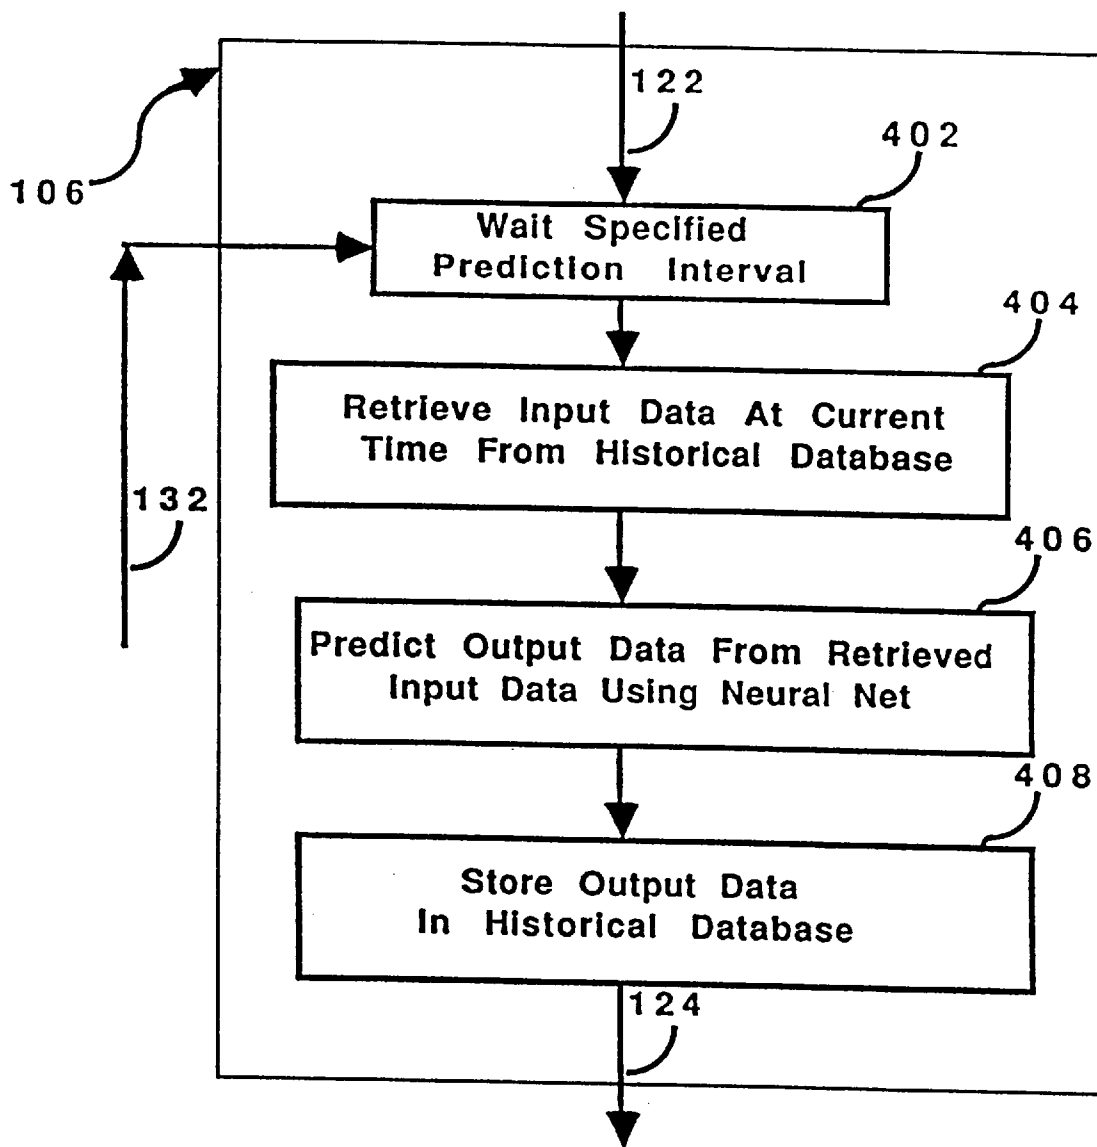 122
402
106
Wait Specified
Prediction Interval
404
Retrieve Input Data At Current
Time From Historical Database
132
406
Predict Output Data From Retrieved
Input Data Using Neural Net
408
Store Output Data
In Historical Database
124